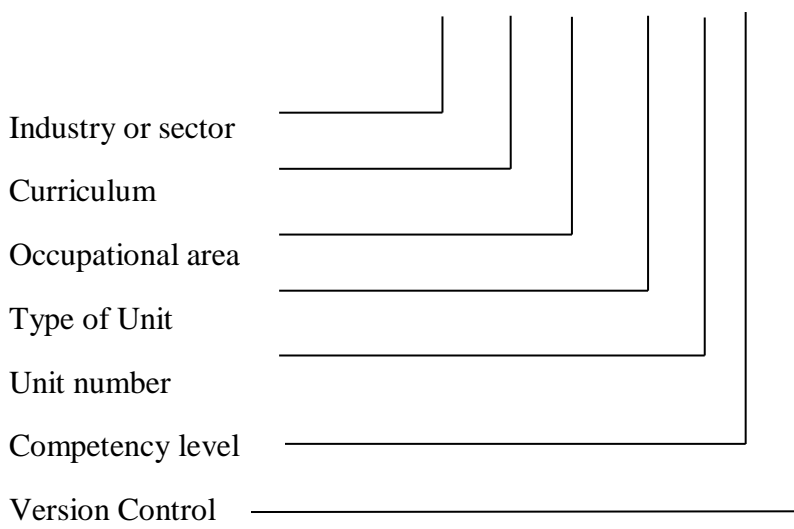 Industry or sector
Curriculum
Occupational area
Type of Unit
Unit number
Competency level
Version Control